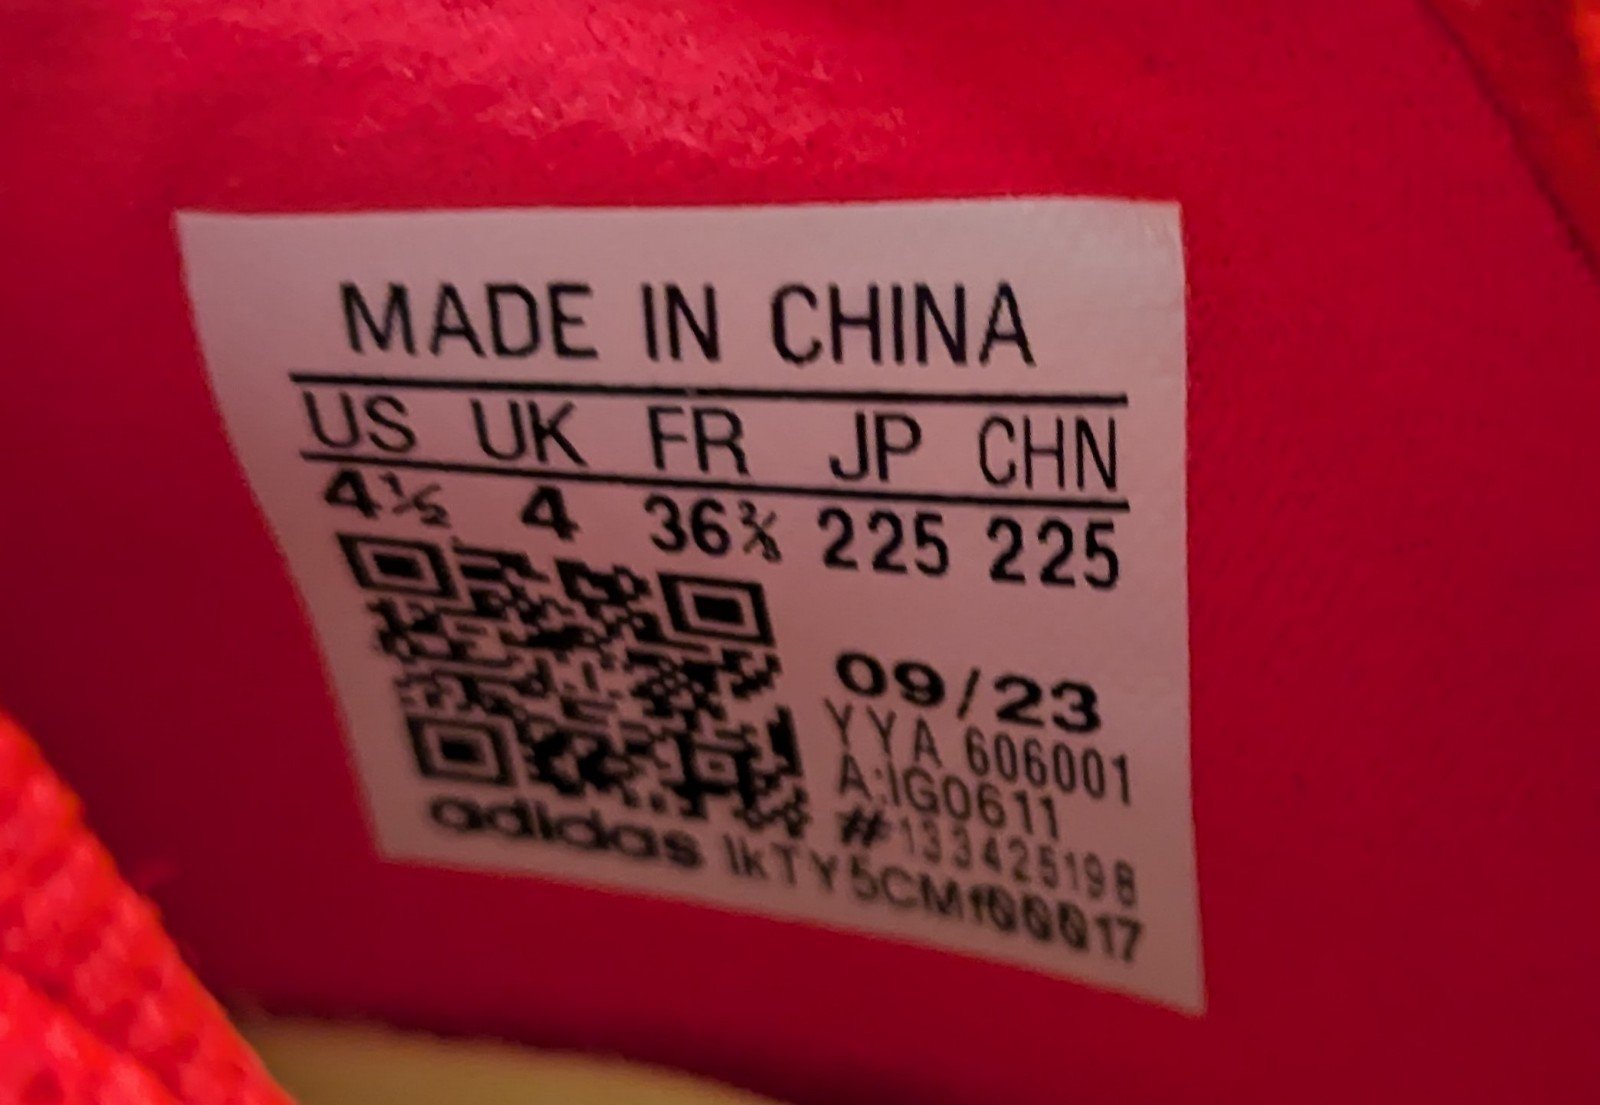 MADE IN CHINA
US UK FR JP CHN
4½ 4 36⅔ 225 225
09/23
YYA 606001
A:IG0611
#133425198
adidas IkTY5CMf00017